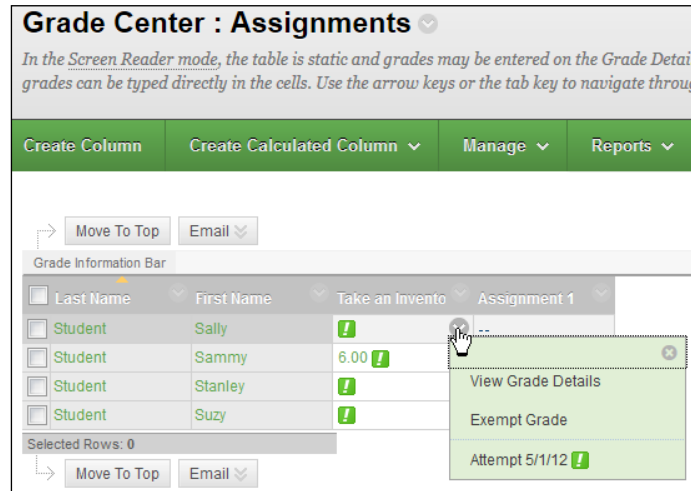 Grade Center : Assignments
In the Screen Reader mode, the table is static and grades may be entered on the Grade Detai
grades can be typed directly in the cells. Use the arrow keys or the tab key to navigate throu
Create Column Create Calculated Column Manage Reports
Move To Top Email
Grade Information Bar
Last Name First Name Take an Invento Assignment 1
Student Sally ! --
Student Sammy 6.00 !
Student Stanley !
Student Suzy !
View Grade Details
Exempt Grade
Attempt 5/1/12 !
Selected Rows: 0
Move To Top Email